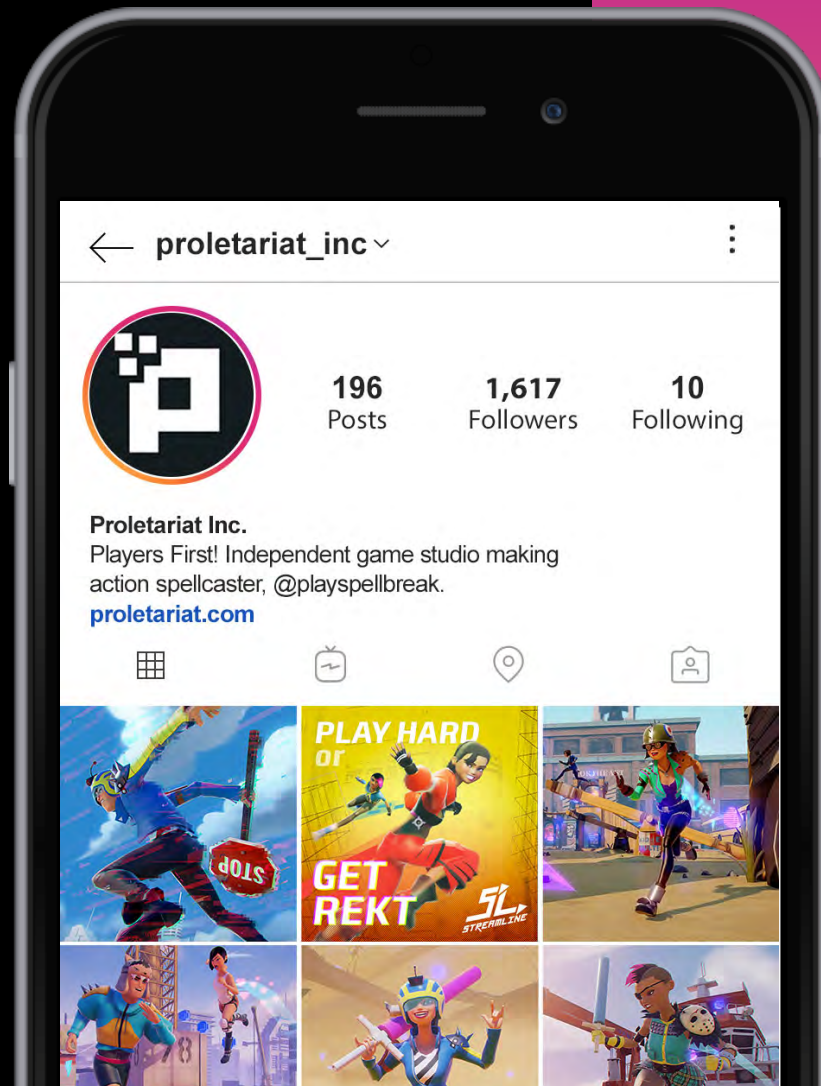 proletariat_inc
196
Posts
1,617
Followers
10
Following
Proletariat Inc.
Players First! Independent game studio making
action spellcaster, @playspellbreak.
proletariat.com
STOP
PLAY HARD
or
GET
REKT
SL
STREAMLINE